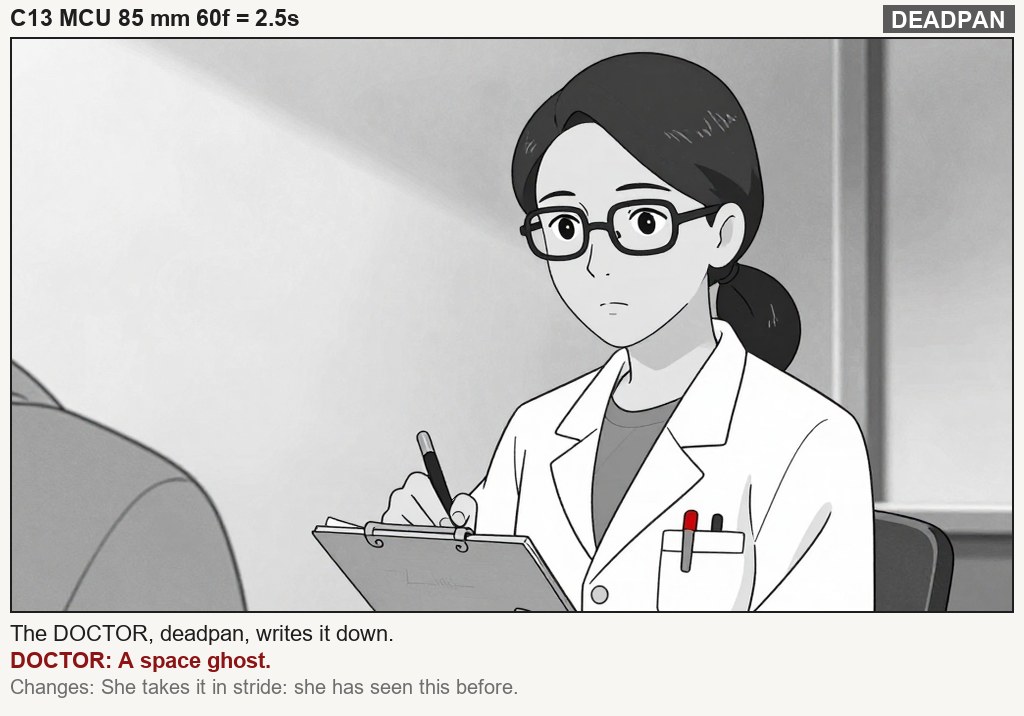 C13 MCU 85 mm 60f = 2.5s
DEADPAN
The DOCTOR, deadpan, writes it down.
DOCTOR: A space ghost.
Changes: She takes it in stride: she has seen this before.